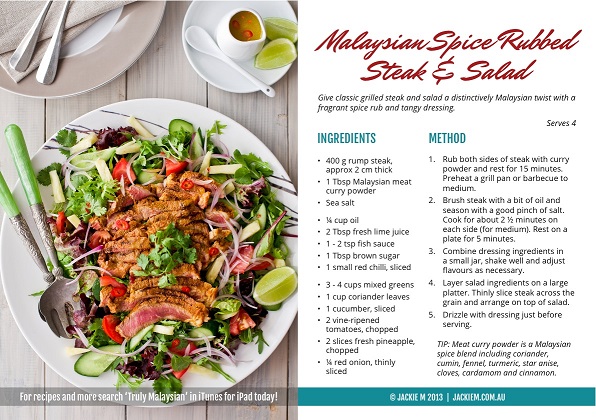 Malaysian Spice Rubbed
Steak & Salad
Give classic grilled steak and salad a distinctively Malaysian twist with a
fragrant spice rub and tangy dressing.
Serves 4
INGREDIENTS
• 400 g rump steak,
approx 2 cm thick
• 1 Tbsp Malaysian meat
curry powder
• Sea salt
• ¼ cup oil
• 2 Tbsp fresh lime juice
• 1 - 2 tsp fish sauce
• 1 Tbsp brown sugar
• 1 small red chilli, sliced
• 3 - 4 cups mixed greens
• 1 cup coriander leaves
• 1 cucumber, sliced
• 2 vine-ripened
tomatoes, chopped
• 2 slices fresh pineapple,
chopped
• ¼ red onion, thinly
sliced
METHOD
1. Rub both sides of steak with curry
powder and rest for 15 minutes.
Preheat a grill pan or barbecue to
medium.
2. Brush steak with a bit of oil and
season with a good pinch of salt.
Cook for about 2 ½ minutes on
each side (for medium). Rest on a
plate for 5 minutes.
3. Combine dressing ingredients in
a small jar, shake well and adjust
flavours as necessary.
4. Layer salad ingredients on a large
platter. Thinly slice steak across the
grain and arrange on top of salad.
5. Drizzle with dressing just before
serving.
TIP: Meat curry powder is a Malaysian
spice blend including coriander,
cumin, fennel, turmeric, star anise,
cloves, cardamom and cinnamon.
For recipes and more search 'Truly Malaysian' in iTunes for iPad today!
© JACKIE M 2013 | JACKIEM.COM.AU